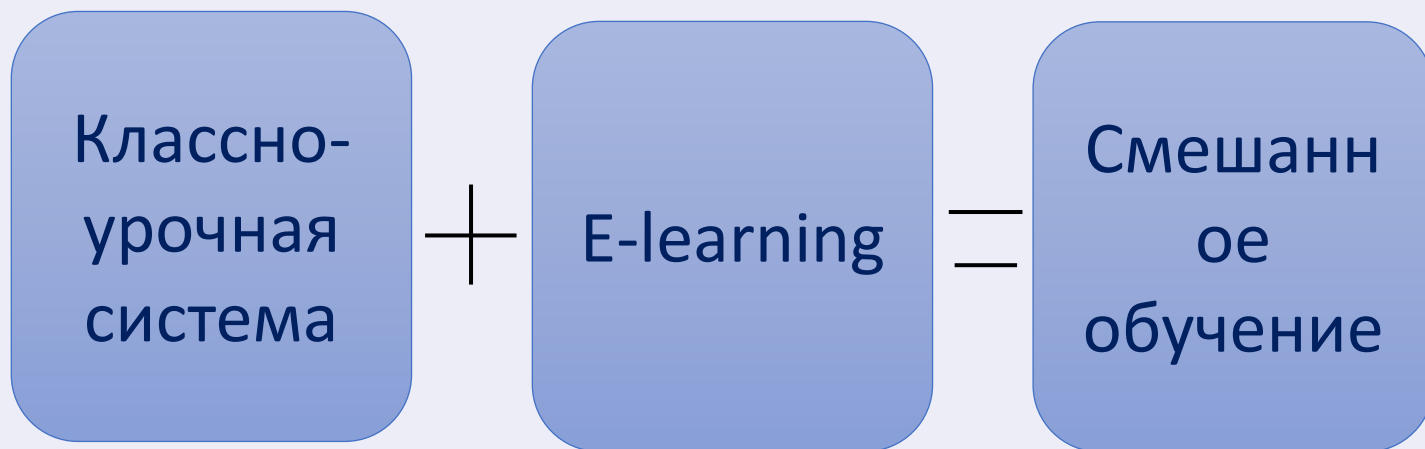 Классно-
урочная
система
E-learning
Смешанн
ое
обучение